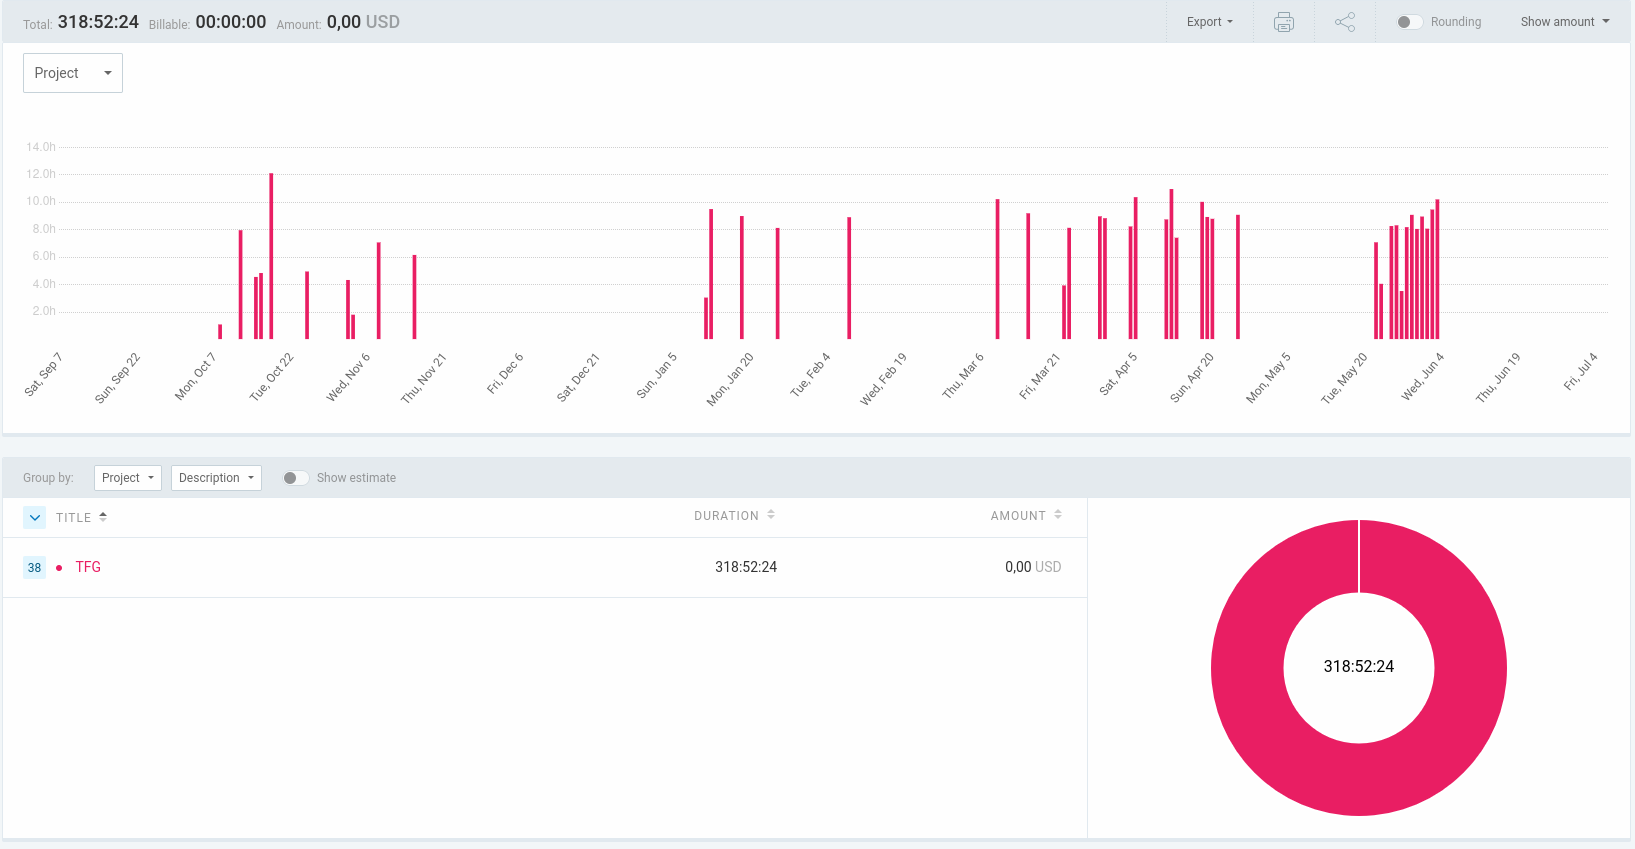 Total: 318:52:24 Billable: 00:00:00 Amount: 0,00 USD Export Rounding Show amount
Project
14.0h
12.0h
10.0h
8.0h
6.0h
4.0h
2.0h
Sat, Sep 7 Sun, Sep 22 Mon, Oct 7 Tue, Oct 22 Wed, Nov 6 Thu, Nov 21 Fri, Dec 6 Sat, Dec 21 Sun, Jan 5 Mon, Jan 20 Tue, Feb 4 Wed, Feb 19 Thu, Mar 6 Fri, Mar 21 Sat, Apr 5 Sun, Apr 20 Mon, May 5 Tue, May 20 Wed, Jun 4 Thu, Jun 19 Fri, Jul 4
Group by: Project Description Show estimate
TITLE DURATION AMOUNT
38 TFG 318:52:24 0,00 USD
318:52:24